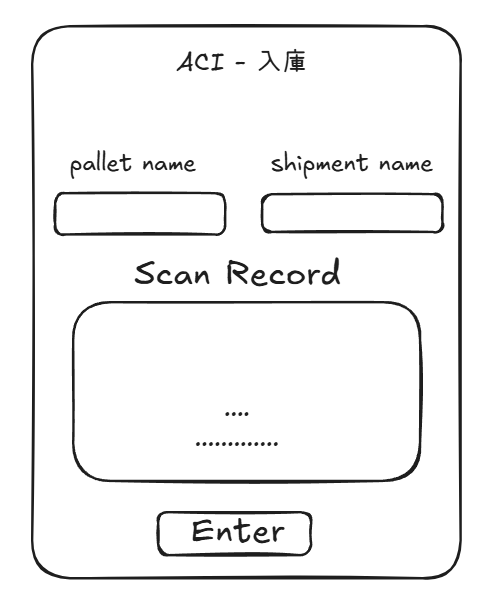 ACI - 入庫
pallet name shipment name
Scan Record
....
.............
Enter